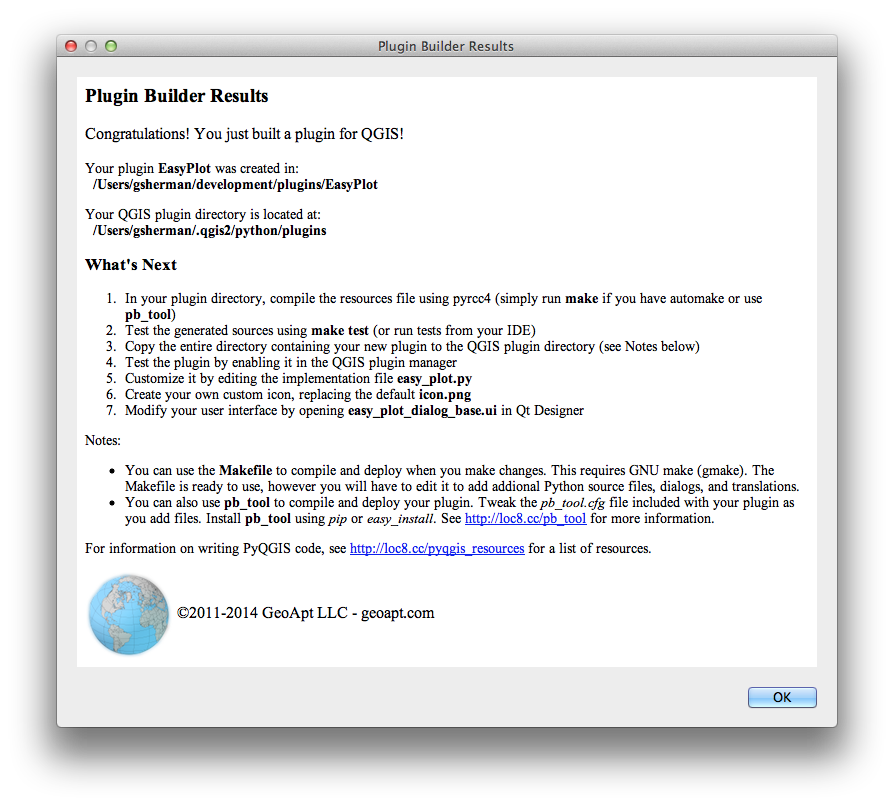 Plugin Builder Results
Plugin Builder Results
Congratulations! You just built a plugin for QGIS!
Your plugin EasyPlot was created in:
/Users/gsherman/development/plugins/EasyPlot
Your QGIS plugin directory is located at:
/Users/gsherman/.qgis2/python/plugins
What's Next
1. In your plugin directory, compile the resources file using pyrcc4 (simply run make if you have automake or use
pb_tool)
2. Test the generated sources using make test (or run tests from your IDE)
3. Copy the entire directory containing your new plugin to the QGIS plugin directory (see Notes below)
4. Test the plugin by enabling it in the QGIS plugin manager
5. Customize it by editing the implementation file easy_plot.py
6. Create your own custom icon, replacing the default icon.png
7. Modify your user interface by opening easy_plot_dialog_base.ui in Qt Designer
Notes:
• You can use the Makefile to compile and deploy when you make changes. This requires GNU make (gmake). The
Makefile is ready to use, however you will have to edit it to add addional Python source files, dialogs, and translations.
• You can also use pb_tool to compile and deploy your plugin. Tweak the pb_tool.cfg file included with your plugin as
you add files. Install pb_tool using pip or easy_install. See http://loc8.cc/pb_tool for more information.
For information on writing PyQGIS code, see http://loc8.cc/pyqgis_resources for a list of resources.
©2011-2014 GeoApt LLC - geoapt.com
OK